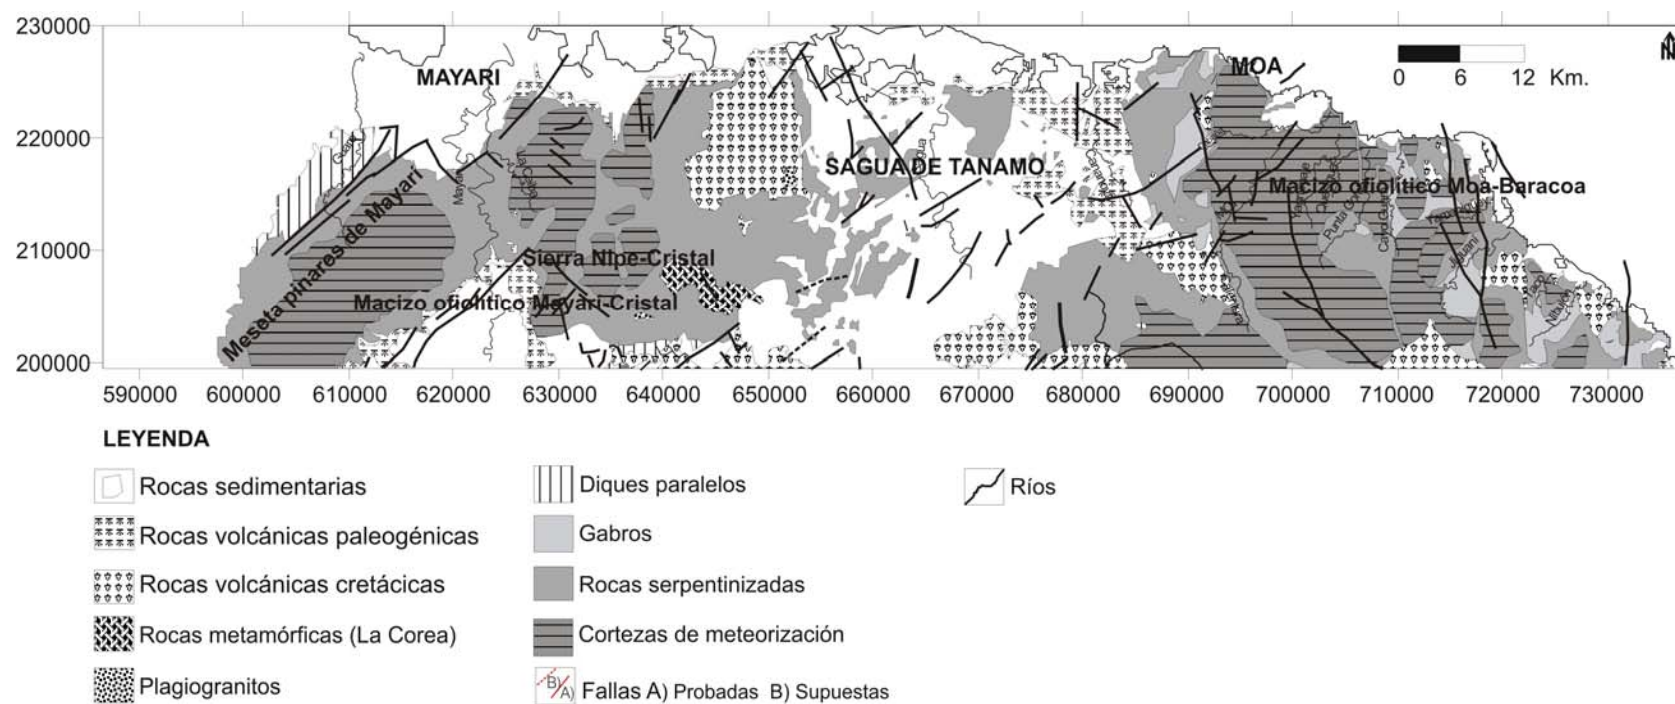 230000
220000
210000
200000
590000 600000 610000 620000 630000 640000 650000 660000 670000 680000 690000 700000 710000 720000 730000
N
0 6 12 Km.
MAYARI
MOA
SAGUA DE TANAMO
Macizo ofiolítico Moa-Baracoa
Meseta pinares de Mayarí
Sierra Nipe-Cristal
Macizo ofiolítico Mayarí-Cristal
Mayarí
Jiguaní
Nibujón
LEYENDA
Rocas sedimentarias
Rocas volcánicas paleogénicas
Rocas volcánicas cretácicas
Rocas metamórficas (La Corea)
Plagiogranitos
Diques paralelos
Gabros
Rocas serpentinizadas
Cortezas de meteorización
B) A) Fallas A) Probadas B) Supuestas
Ríos